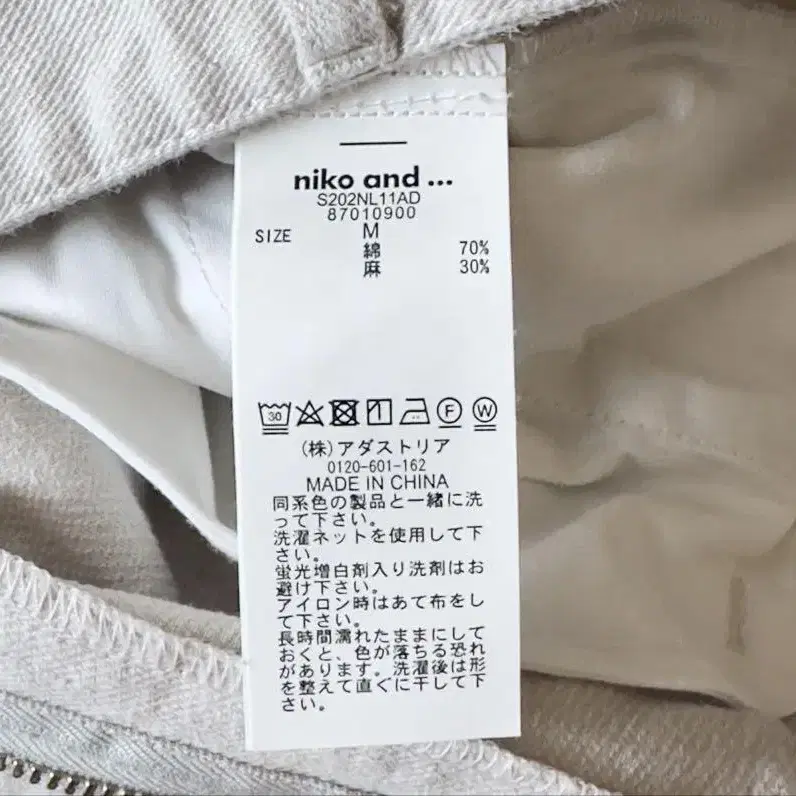 niko and ...
S202NL11AD
87010900
SIZE M
綿 70%
麻 30%
30 F W
(株)アダストリア
0120-601-162
MADE IN CHINA
同系色の製品と一緒に洗
って下さい。
洗濯ネットを使用して下
さい。
蛍光増白剤入り洗剤はお
避け下さい。
アイロン時はあて布をし
て下さい。
長時間濡れたままにして
おくと、色が落ちる恐れ
があります。洗濯後は形
を整えて直ぐに干して下
さい。